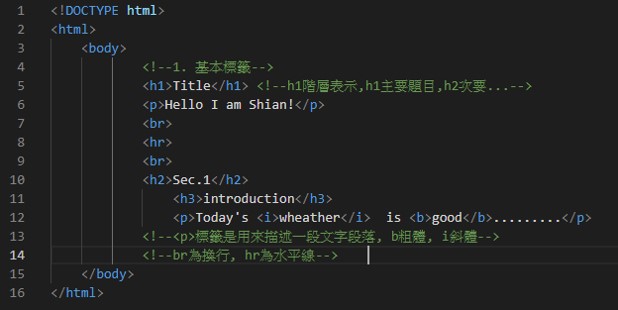 1 <!DOCTYPE html>
2 <html>
3 <body>
4 <!--1. 基本標籤-->
5 <h1>Title</h1> <!--h1階層表示,h1主要題目,h2次要...-->
6 <p>Hello I am Shian!</p>
7 <br>
8 <hr>
9 <br>
10 <h2>Sec.1</h2>
11 <h3>introduction</h3>
12 <p>Today's <i>wheather</i>  is <b>good</b>.........</p>
13 <!--<p>標籤是用來描述一段文字段落, b粗體, i斜體-->
14 <!--br為換行, hr為水平線-->
15 </body>
16 </html>